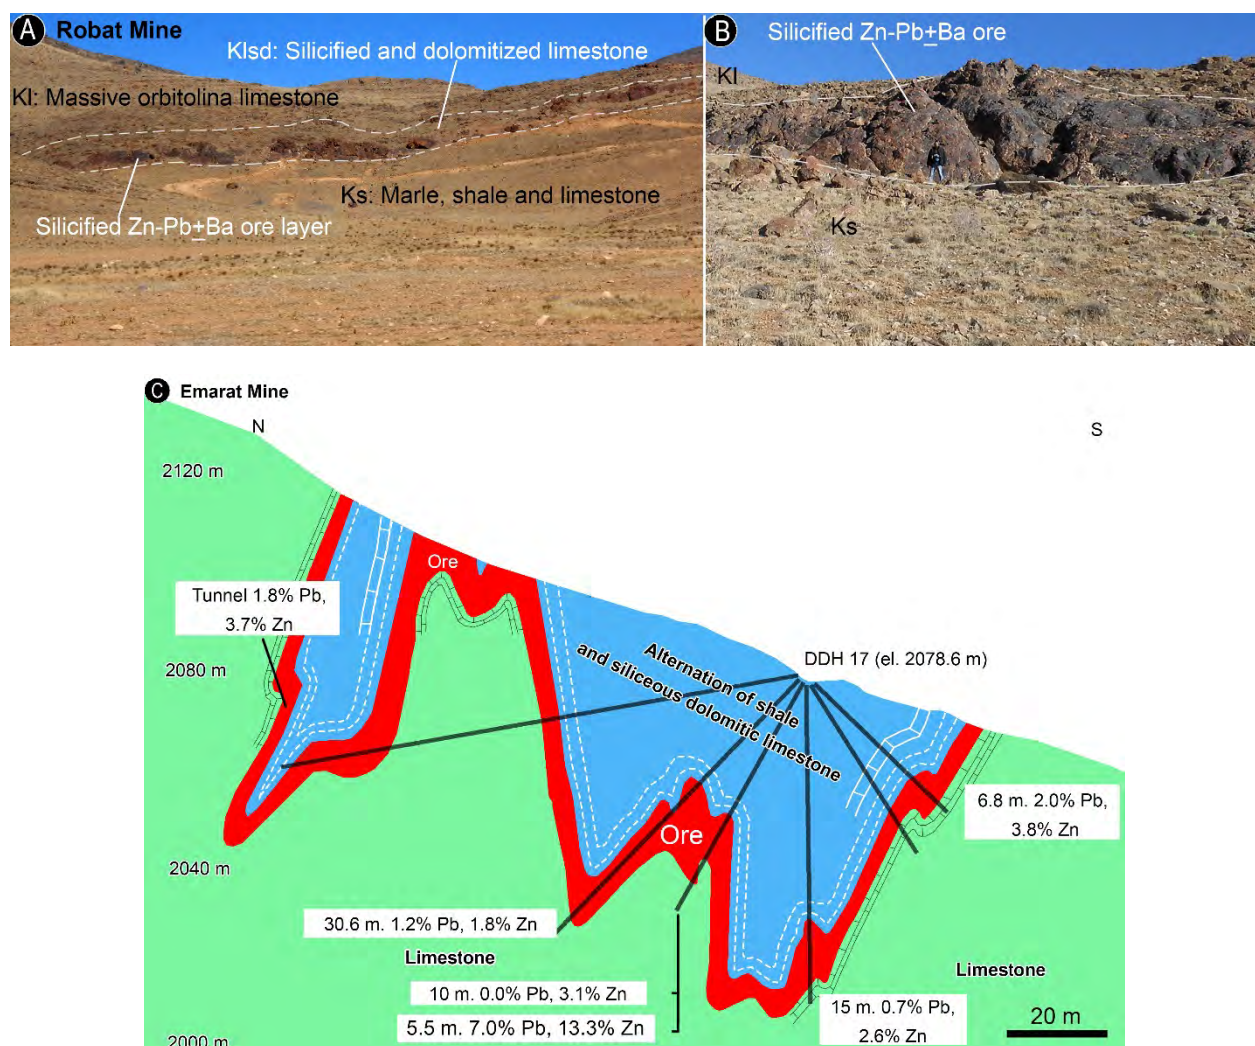 A Robat Mine
Klsd: Silicified and dolomitized limestone
Kl: Massive orbitolina limestone
Ks: Marle, shale and limestone
Silicified Zn-Pb±Ba ore layer
B
Silicified Zn-Pb±Ba ore
Kl
Ks
C Emarat Mine
N
S
2120 m
Ore
Tunnel 1.8% Pb,
3.7% Zn
2080 m
Alternation of shale
and siliceous dolomitic limestone
DDH 17 (el. 2078.6 m)
6.8 m. 2.0% Pb,
3.8% Zn
Ore
2040 m
30.6 m. 1.2% Pb, 1.8% Zn
Limestone
Limestone
10 m. 0.0% Pb, 3.1% Zn
5.5 m. 7.0% Pb, 13.3% Zn
15 m. 0.7% Pb,
2.6% Zn
20 m
2000 m